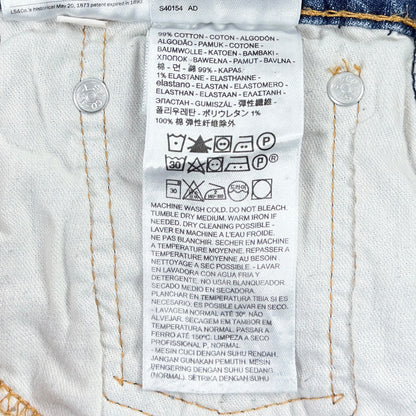 LS&CO.'s historical May 20, 1873 patent expired in 1890
S40154 AD
99% COTTON - COTON - ALGODÓN
ALGODÃO - PAMUK - COTONE -
BAUMWOLLE - KATOEN - BAMBAKI -
ХЛОПОК - BAWEŁNA - PAMUT - BAVLNA -
棉 - 면 - 綿 99% - KAPAS:
1% ELASTANE - ELASTHANNE -
elastano - ELASTAN - ELASTOMERO -
ELASTHAN - ELASTAAN - ΕΛΑΣΤΑΝΗ -
ЭЛАСТАН - GUMISZÁL - 彈性纖維 -
폴리우레탄 - ポリウレタン 1%
100% 棉 弹性纤维除外
30
30
MACHINE WASH COLD. DO NOT BLEACH.
TUMBLE DRY MEDIUM. WARM IRON IF
NEEDED. DRY CLEANING POSSIBLE -
LAVER EN MACHINE A L'EAU FROIDE.
NE PAS BLANCHIR. SECHER EN MACHINE
A TEMPERATURE MOYENNE. REPASSER A
TEMPERATURE MOYENNE AU BESOIN
NETTOYAGE A SEC POSSIBLE - LAVAR
EN LAVADORA CON AGUA FRIA Y
DETERGENTE, NO USAR BLANQUEADOR.
SECADO EN MAQUINA NORMAL.
PLANCHAR EN TEMPERATURA TIBIA SI ES
NECESARIO. ES POSIBLE LAVAR EN SECO.
- LAVAGEM NORMAL ATÉ 30º. NÃO
ALVEJAR. SECAGEM EM TAMBOR EM
TEMPERATURA NORMAL. PASSAR A
FERRO ATÉ 150ºC. LIMPEZA A SECO
NORMAL POSSÍVEL.
- MESIN CUCI DENGAN SUHU RENDAH.
JANGAN GUNAKAN PEMUTIH. MESIN
PENGERING DENGAN SUHU SEDANG
(NORMAL). SETRIKA DENGAN SUHU